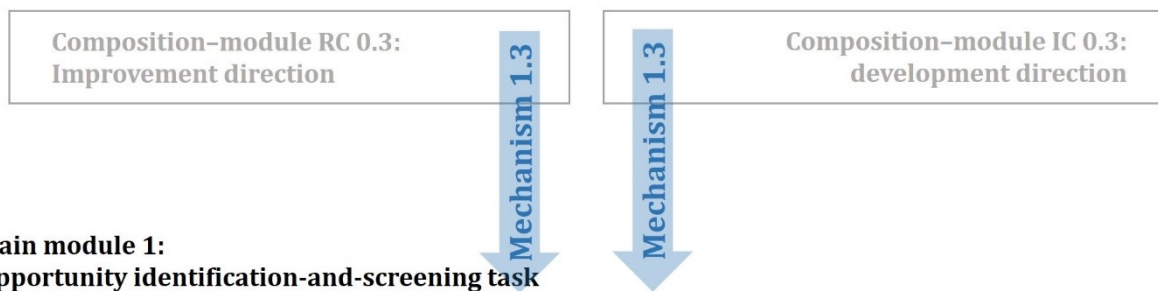 Composition–module RC 0.3:
Improvement direction
Mechanism 1.3
Mechanism 1.3
Composition–module IC 0.3:
development direction
ain module 1:
pportunity identification-and-screening task